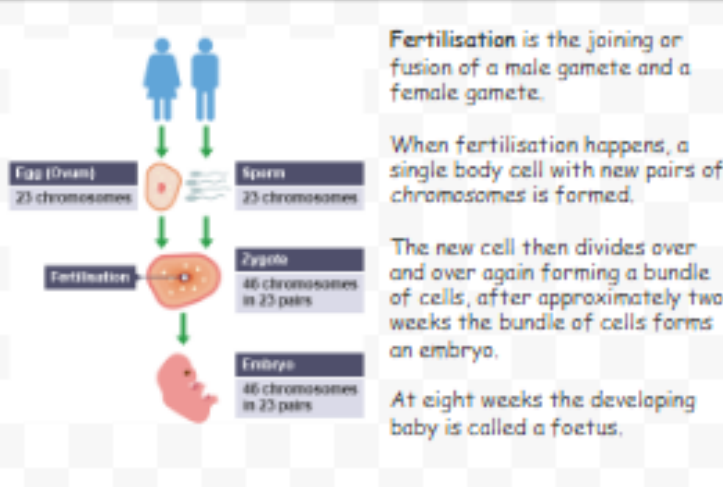 Fertilisation is the joining or
fusion of a male gamete and a
female gamete.
When fertilisation happens, a
single body cell with new pairs of
chromosomes is formed.
The new cell then divides over
and over again forming a bundle
of cells, after approximately two
weeks the bundle of cells forms
an embryo.
At eight weeks the developing
baby is called a foetus.
Egg (Ovum)
23 chromosomes
Sperm
23 chromosomes
Fertilisation
Zygote
46 chromosomes
in 23 pairs
Embryo
46 chromosomes
in 23 pairs